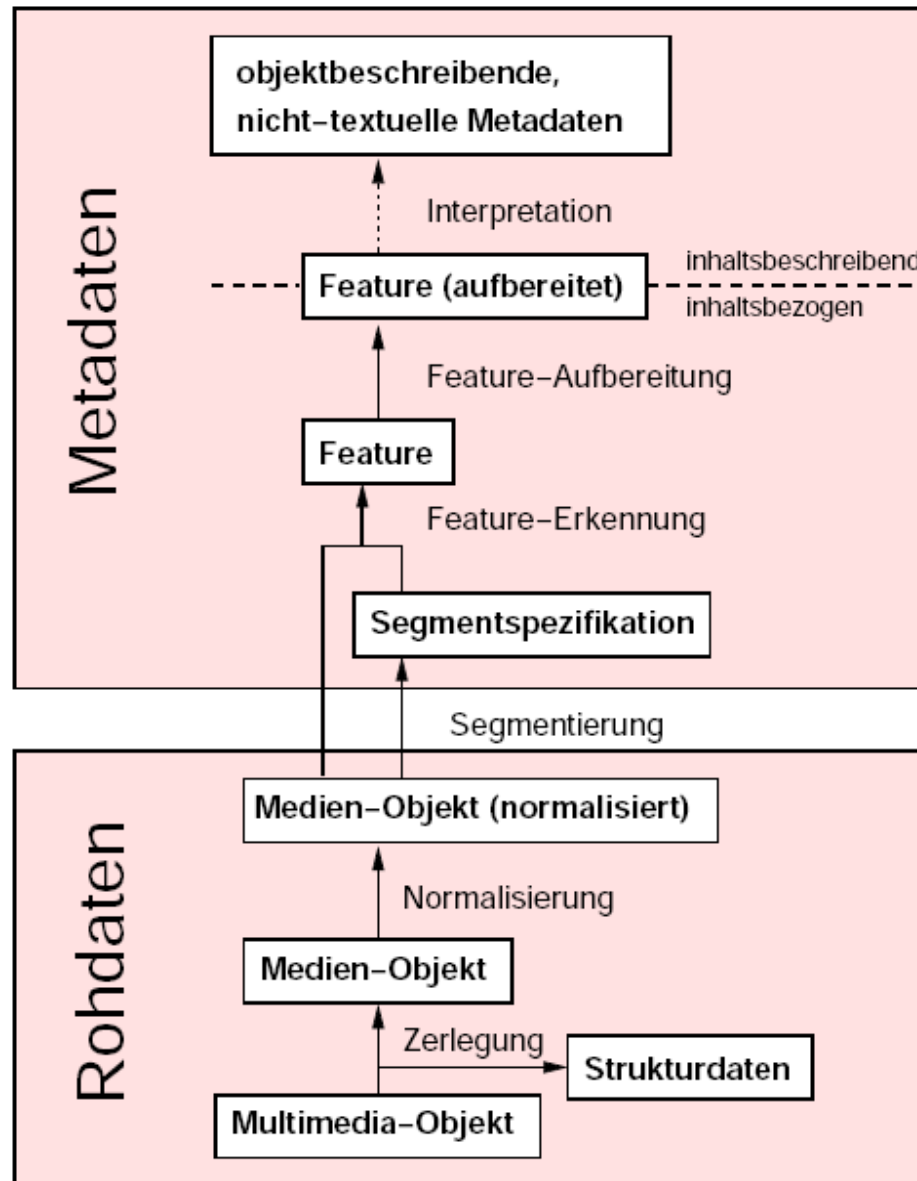 objektbeschreibende,
nicht-textuelle Metadaten
Interpretation
Metadaten
Feature (aufbereitet)
inhaltsbeschreibend
inhaltsbezogen
Feature-Aufbereitung
Feature
Feature-Erkennung
Segmentspezifikation
Segmentierung
Medien-Objekt (normalisiert)
Rohdaten
Normalisierung
Medien-Objekt
Zerlegung
Strukturdaten
Multimedia-Objekt